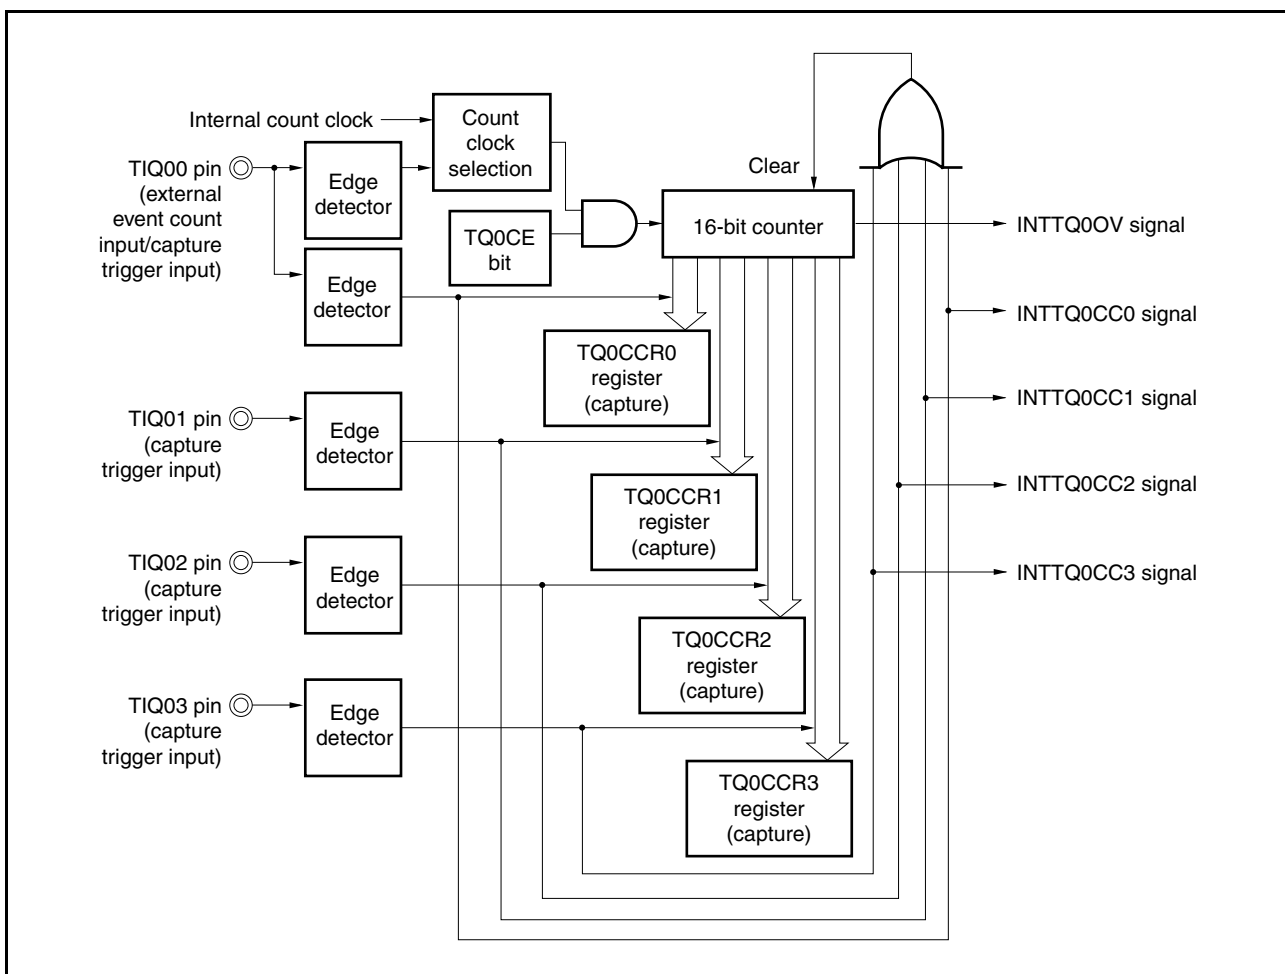 Internal count clock
Count
clock
selection
TIQ00 pin
(external
event count
input/capture
trigger input)
Edge
detector
Clear
TQ0CE
bit
16-bit counter
INTTQ0OV signal
Edge
detector
INTTQ0CC0 signal
TQ0CCR0
register
(capture)
TIQ01 pin
(capture
trigger input)
Edge
detector
INTTQ0CC1 signal
TQ0CCR1
register
(capture)
INTTQ0CC2 signal
TIQ02 pin
(capture
trigger input)
Edge
detector
INTTQ0CC3 signal
TQ0CCR2
register
(capture)
TIQ03 pin
(capture
trigger input)
Edge
detector
TQ0CCR3
register
(capture)